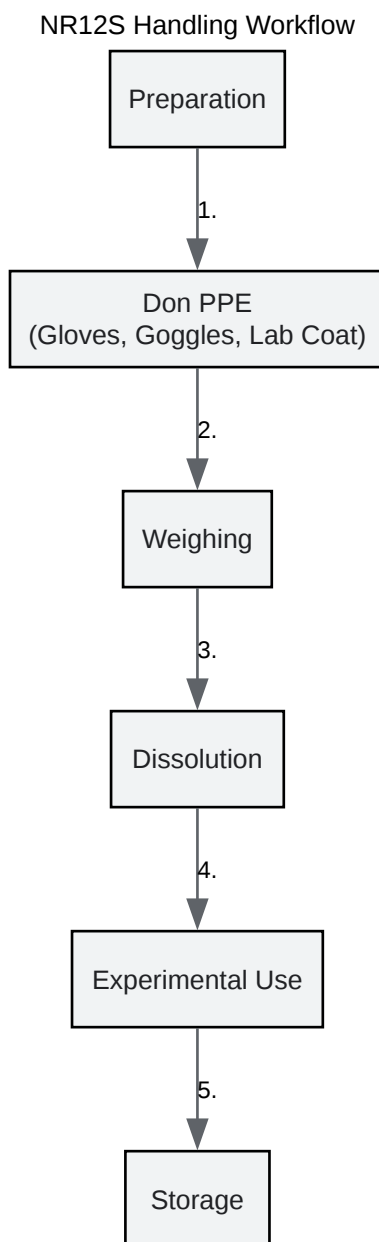 NR12S Handling Workflow
Preparation
1.
Don PPE
(Gloves, Goggles, Lab Coat)
2.
Weighing
3.
Dissolution
4.
Experimental Use
5.
Storage